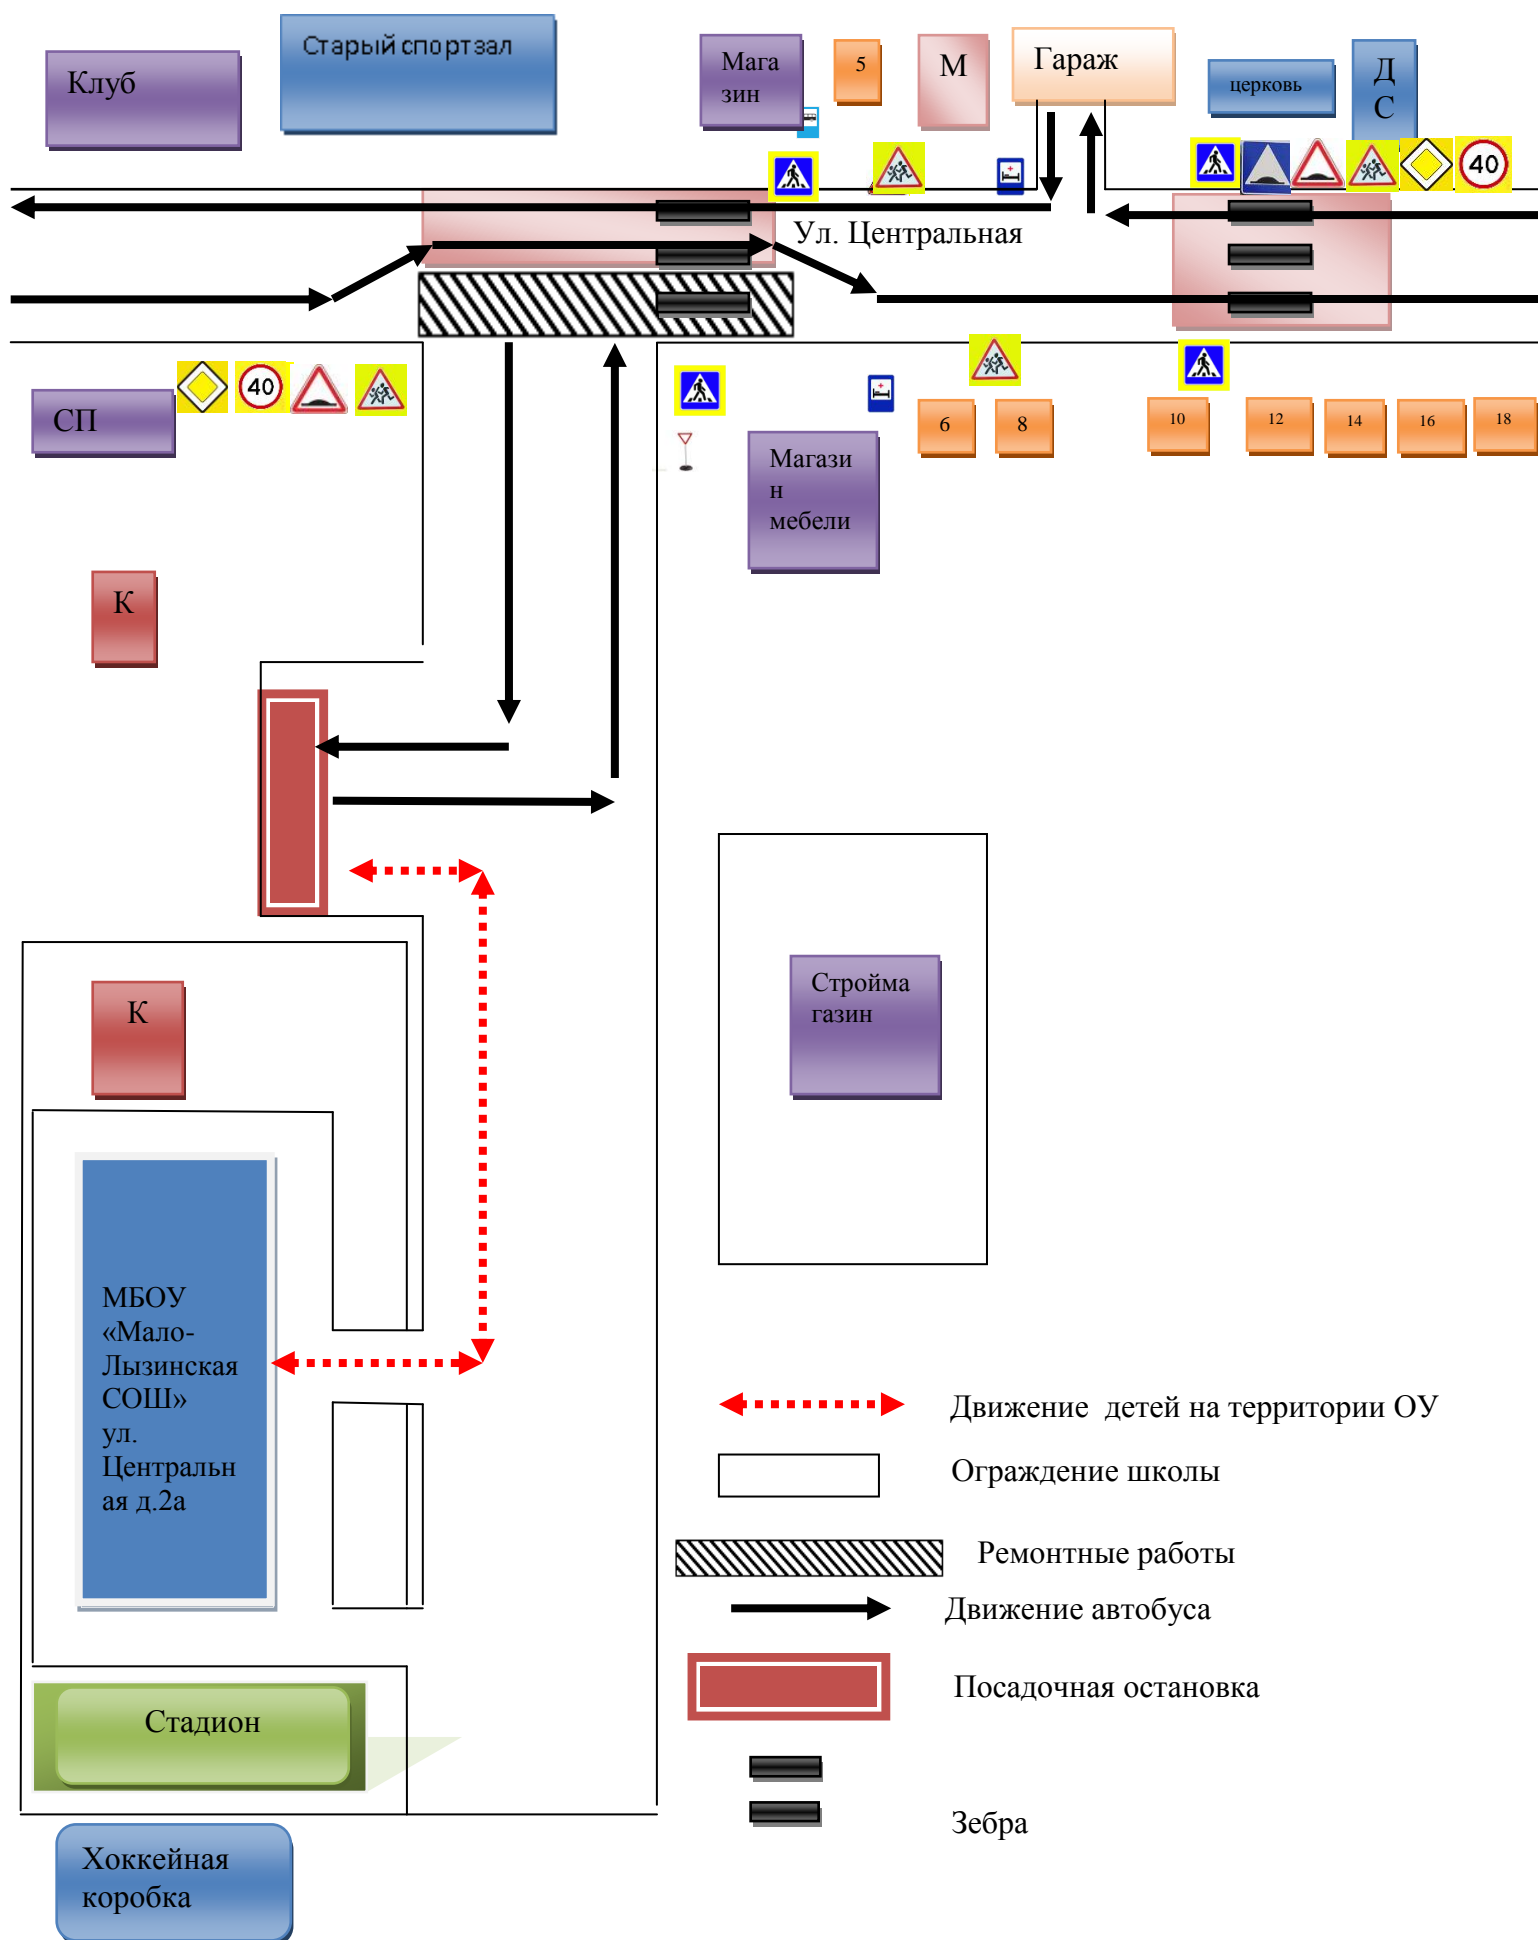 Клуб
Старый спортзал
Мага
зин
5
М
Гараж
церковь
Д
С
40
Ул. Центральная
СП
40
6
8
10
12
14
16
18
Магази
н
мебели
К
К
Стройма
газин
МБОУ
«Мало-
Лызинская
СОШ»
ул.
Центральн
ая д.2а
Движение детей на территории ОУ
Ограждение школы
Ремонтные работы
Движение автобуса
Посадочная остановка
Зебра
Стадион
Хоккейная
коробка